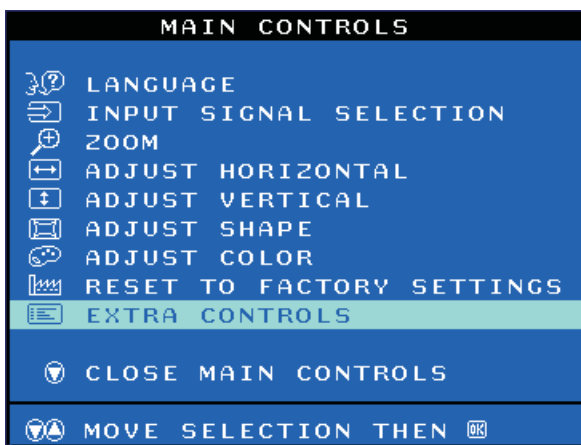 MAIN CONTROLS
LANGUAGE
INPUT SIGNAL SELECTION
ZOOM
ADJUST HORIZONTAL
ADJUST VERTICAL
ADJUST SHAPE
ADJUST COLOR
RESET TO FACTORY SETTINGS
EXTRA CONTROLS
CLOSE MAIN CONTROLS
MOVE SELECTION THEN OK